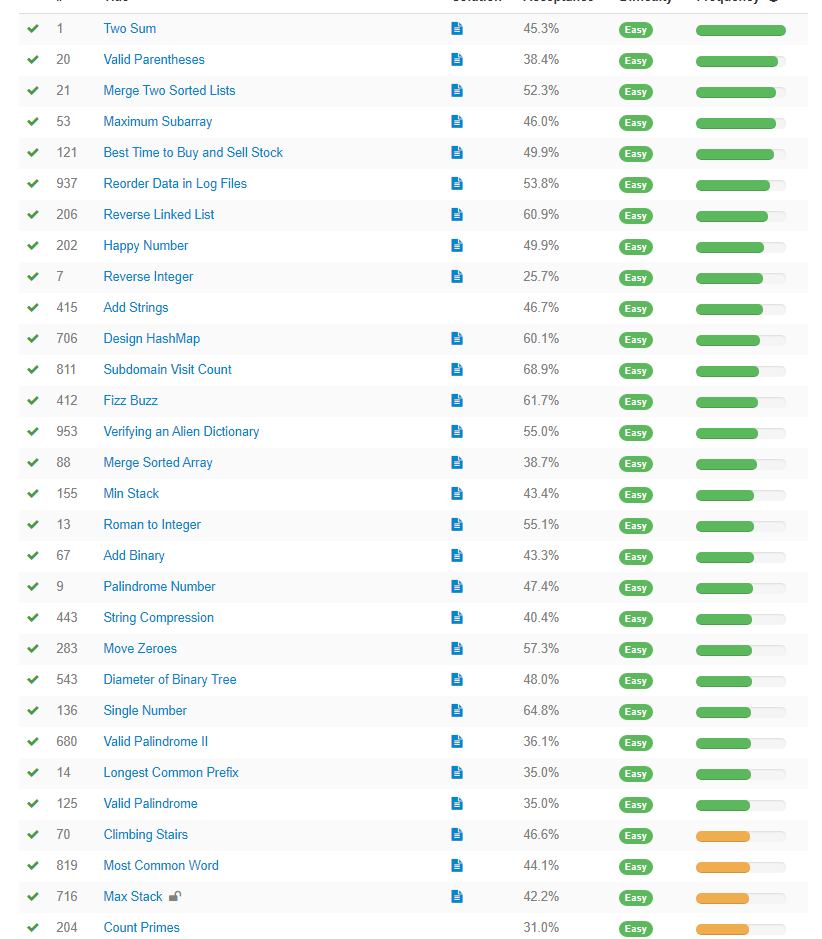 # Title Solution Acceptance Difficulty Frequency
1 Two Sum 45.3% Easy
20 Valid Parentheses 38.4% Easy
21 Merge Two Sorted Lists 52.3% Easy
53 Maximum Subarray 46.0% Easy
121 Best Time to Buy and Sell Stock 49.9% Easy
937 Reorder Data in Log Files 53.8% Easy
206 Reverse Linked List 60.9% Easy
202 Happy Number 49.9% Easy
7 Reverse Integer 25.7% Easy
415 Add Strings 46.7% Easy
706 Design HashMap 60.1% Easy
811 Subdomain Visit Count 68.9% Easy
412 Fizz Buzz 61.7% Easy
953 Verifying an Alien Dictionary 55.0% Easy
88 Merge Sorted Array 38.7% Easy
155 Min Stack 43.4% Easy
13 Roman to Integer 55.1% Easy
67 Add Binary 43.3% Easy
9 Palindrome Number 47.4% Easy
443 String Compression 40.4% Easy
283 Move Zeroes 57.3% Easy
543 Diameter of Binary Tree 48.0% Easy
136 Single Number 64.8% Easy
680 Valid Palindrome II 36.1% Easy
14 Longest Common Prefix 35.0% Easy
125 Valid Palindrome 35.0% Easy
70 Climbing Stairs 46.6% Easy
819 Most Common Word 44.1% Easy
716 Max Stack 42.2% Easy
204 Count Primes 31.0% Easy